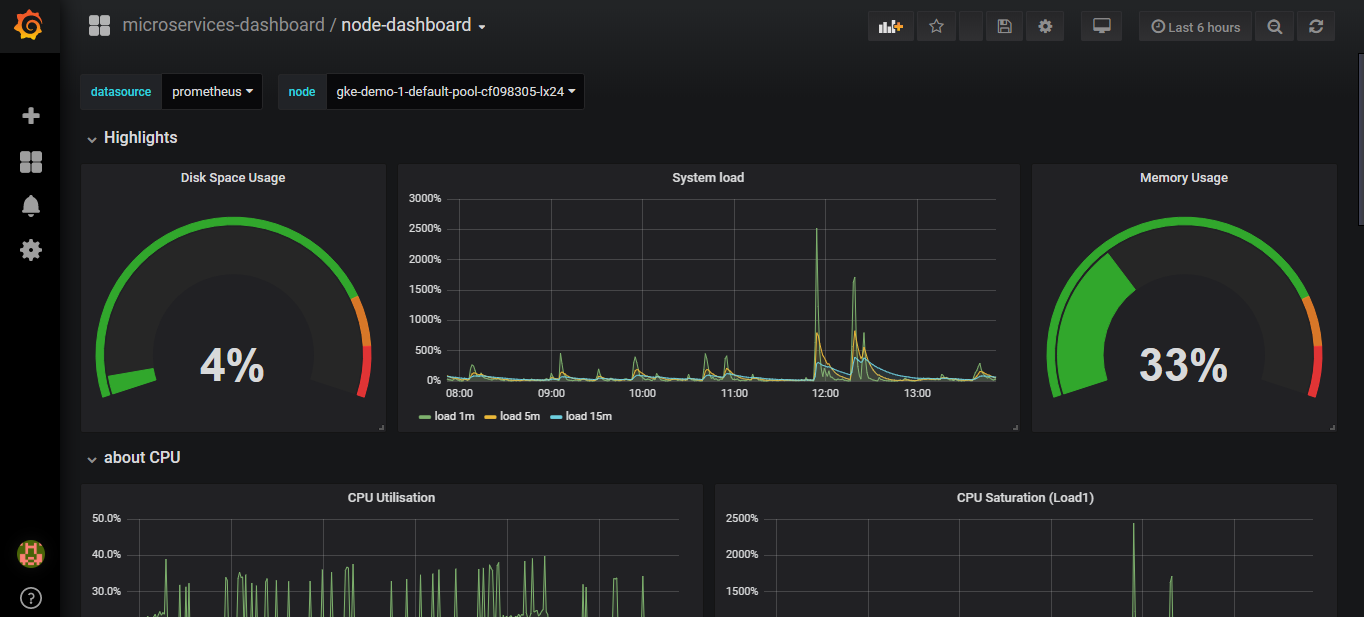 microservices-dashboard / node-dashboard
Last 6 hours
datasource prometheus node gke-demo-1-default-pool-cf098305-lx24
Highlights
Disk Space Usage
4%
System load
3000%
2500%
2000%
1500%
1000%
500%
0%
08:00 09:00 10:00 11:00 12:00 13:00
load 1m load 5m load 15m
Memory Usage
33%
about CPU
CPU Utilisation
50.0%
40.0%
30.0%
CPU Saturation (Load1)
2500%
2000%
1500%
?